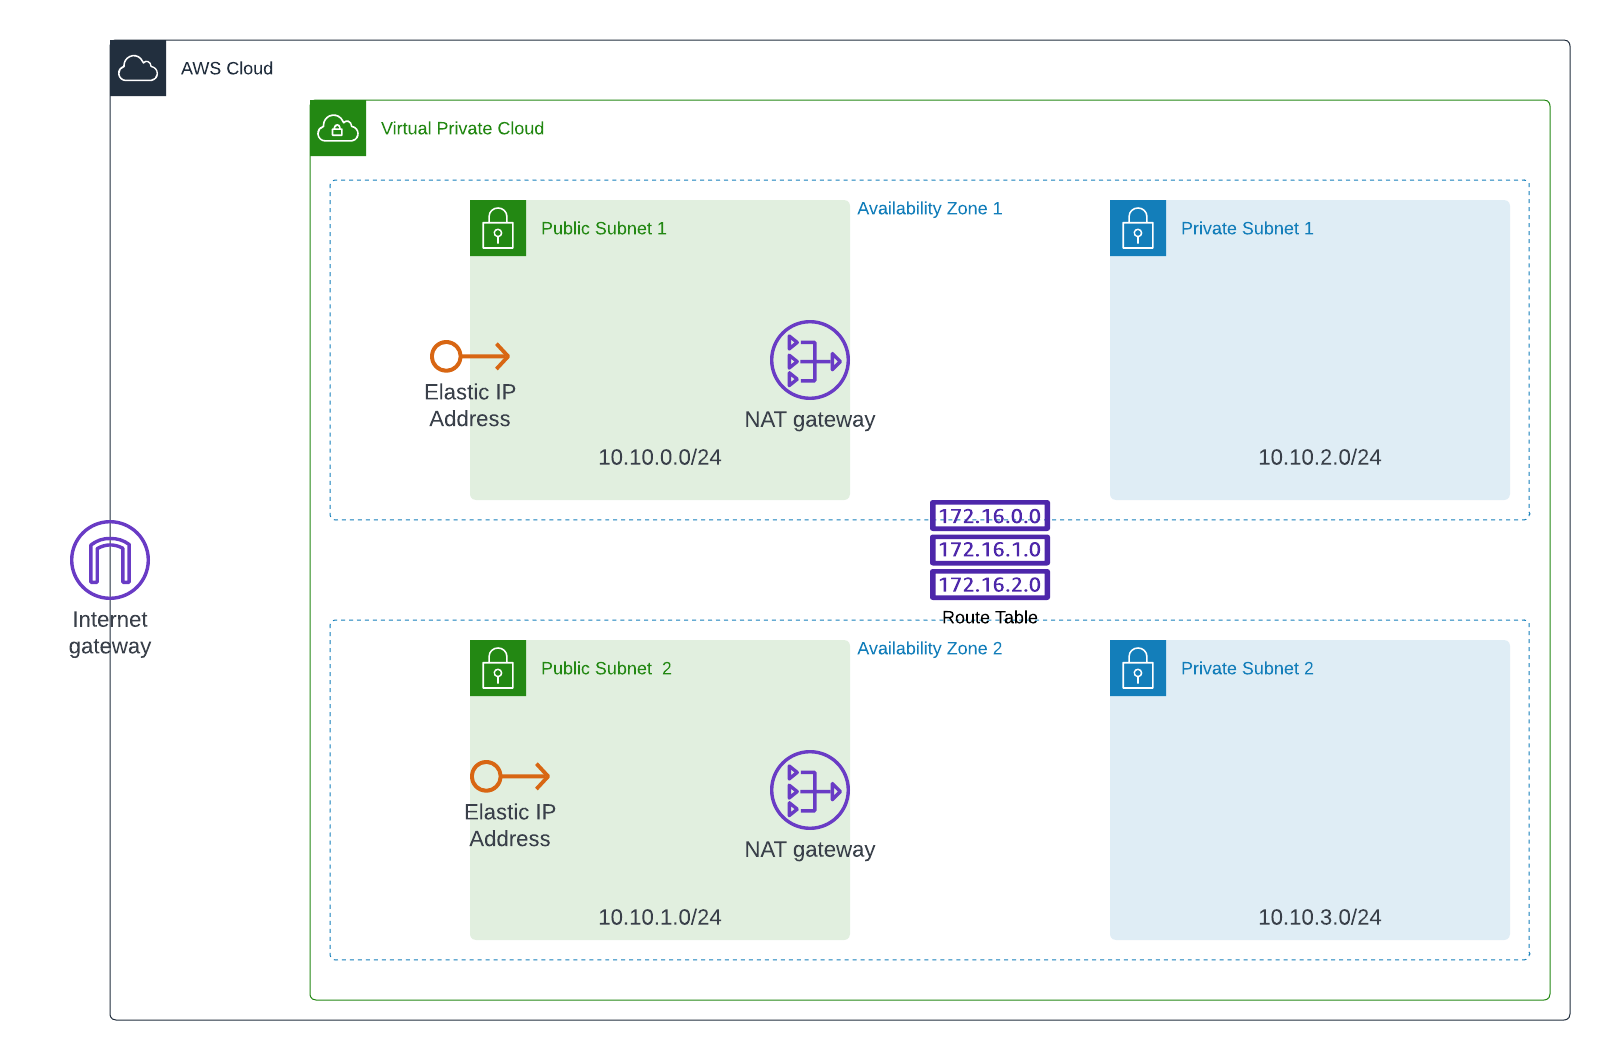 AWS Cloud
Virtual Private Cloud
Availability Zone 1
Public Subnet 1
Private Subnet 1
Elastic IP
Address
NAT gateway
10.10.0.0/24
10.10.2.0/24
172.16.0.0
172.16.1.0
172.16.2.0
Route Table
Internet
gateway
Availability Zone 2
Public Subnet  2
Private Subnet 2
Elastic IP
Address
NAT gateway
10.10.1.0/24
10.10.3.0/24